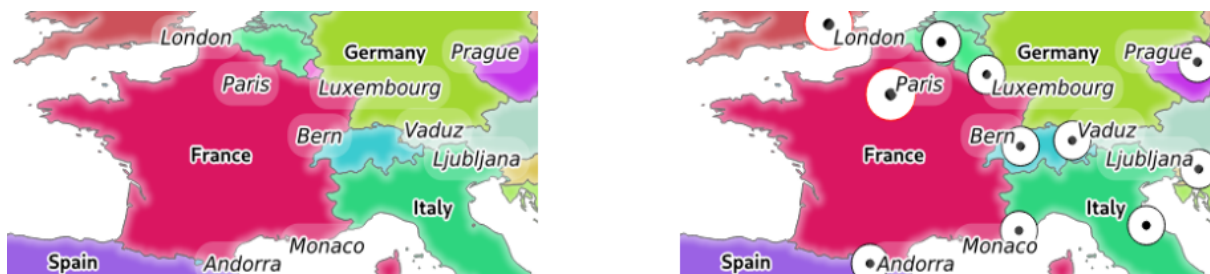 London
Germany
Prague
Paris
Luxembourg
Bern
Vaduz
France
Ljubljana
Italy
Monaco
Spain
Andorra
London
Germany
Prague
Paris
Luxembourg
Bern
Vaduz
France
Ljubljana
Italy
Monaco
Spain
Andorra